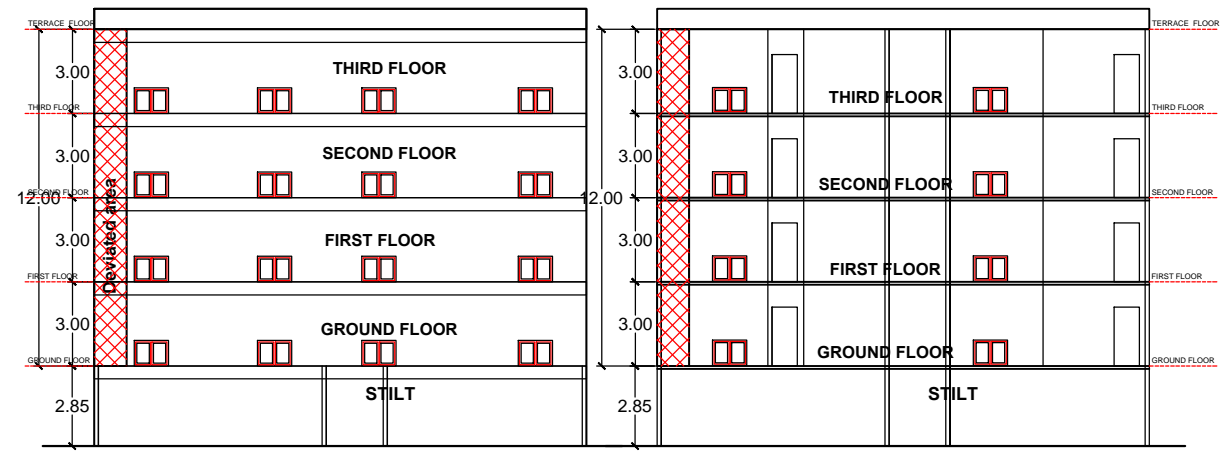 TERRACE FLOOR
TERRACE FLOOR
3.00
THIRD FLOOR
3.00
THIRD FLOOR
THIRD FLOOR
THIRD FLOOR
3.00
SECOND FLOOR
3.00
SECOND FLOOR
SECOND FLOOR
12.00
SECOND FLOOR
12.00
Deviated area
3.00
FIRST FLOOR
3.00
FIRST FLOOR
FIRST FLOOR
FIRST FLOOR
3.00
GROUND FLOOR
3.00
GROUND FLOOR
GROUND FLOOR
GROUND FLOOR
2.85
STILT
2.85
STILT